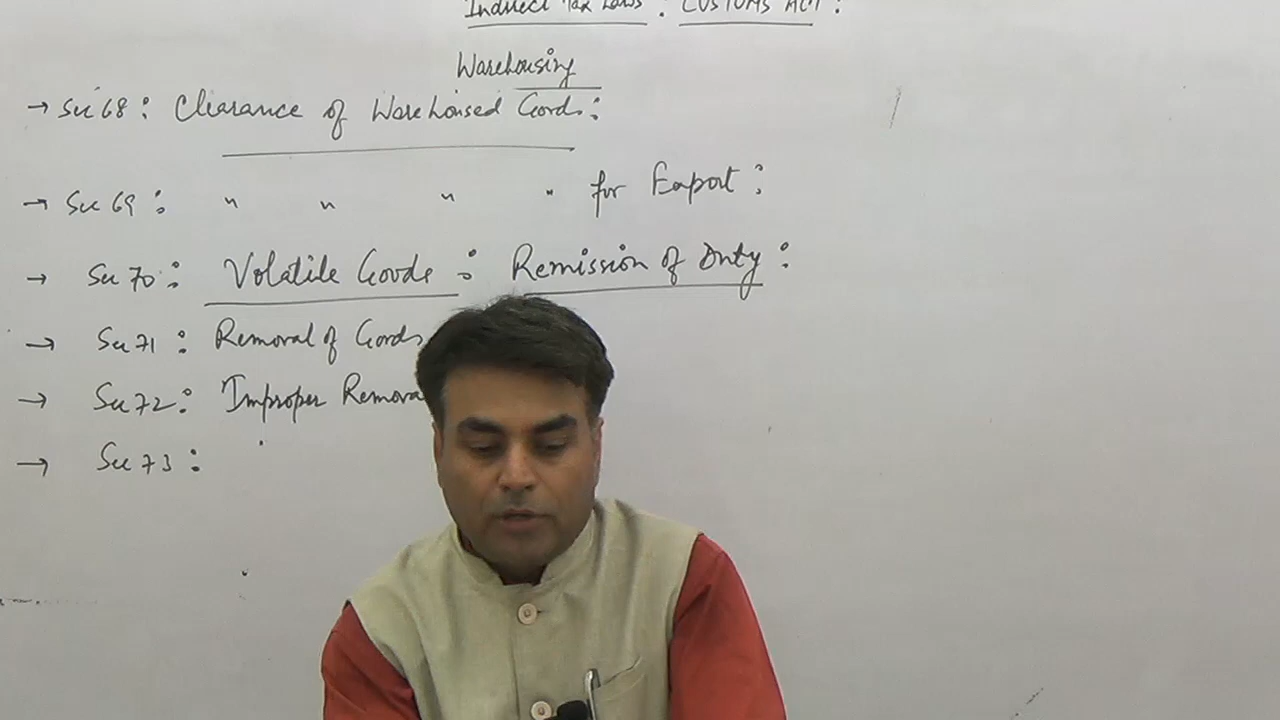 Indirect Tax Laws : CUSTOMS ACT :
Warehousing
→ Sec 68 : Clearance of Warehoused Goods :
→ Sec 69 : " " " " for Export :
→ Sec 70 : Volatile Goods : Remission of Duty :
→ Sec 71 : Removal of Goods
→ Sec 72 : Improper Remova
→ Sec 73 :